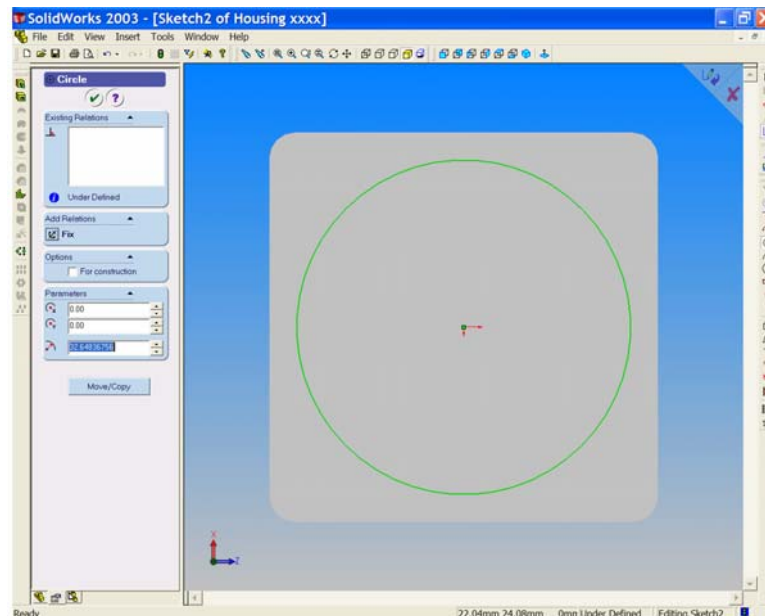 SolidWorks 2003 - [Sketch2 of Housing xxxx]
File Edit View Insert Tools Window Help
Circle
Existing Relations
Under Defined
Add Relations
Fix
Options
For construction
Parameters
0.00
0.00
32.64836756
Move/Copy
X
Z
Ready
22.04mm 24.08mm 0mm Under Defined Editing Sketch2